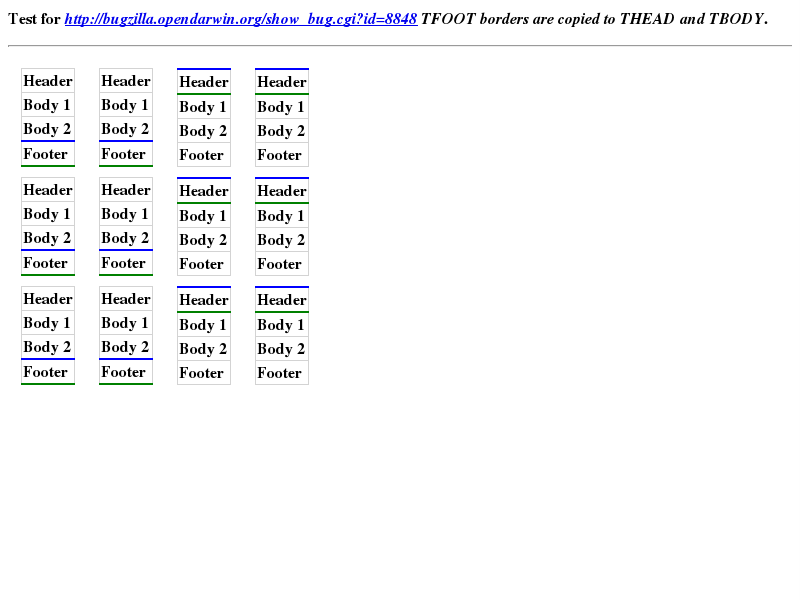 Test for http://bugzilla.opendarwin.org/show_bug.cgi?id=8848 TFOOT borders are copied to THEAD and TBODY.
Header Header Header Header
Body 1 Body 1 Body 1 Body 1
Body 2 Body 2 Body 2 Body 2
Footer Footer Footer Footer
Header Header Header Header
Body 1 Body 1 Body 1 Body 1
Body 2 Body 2 Body 2 Body 2
Footer Footer Footer Footer
Header Header Header Header
Body 1 Body 1 Body 1 Body 1
Body 2 Body 2 Body 2 Body 2
Footer Footer Footer Footer